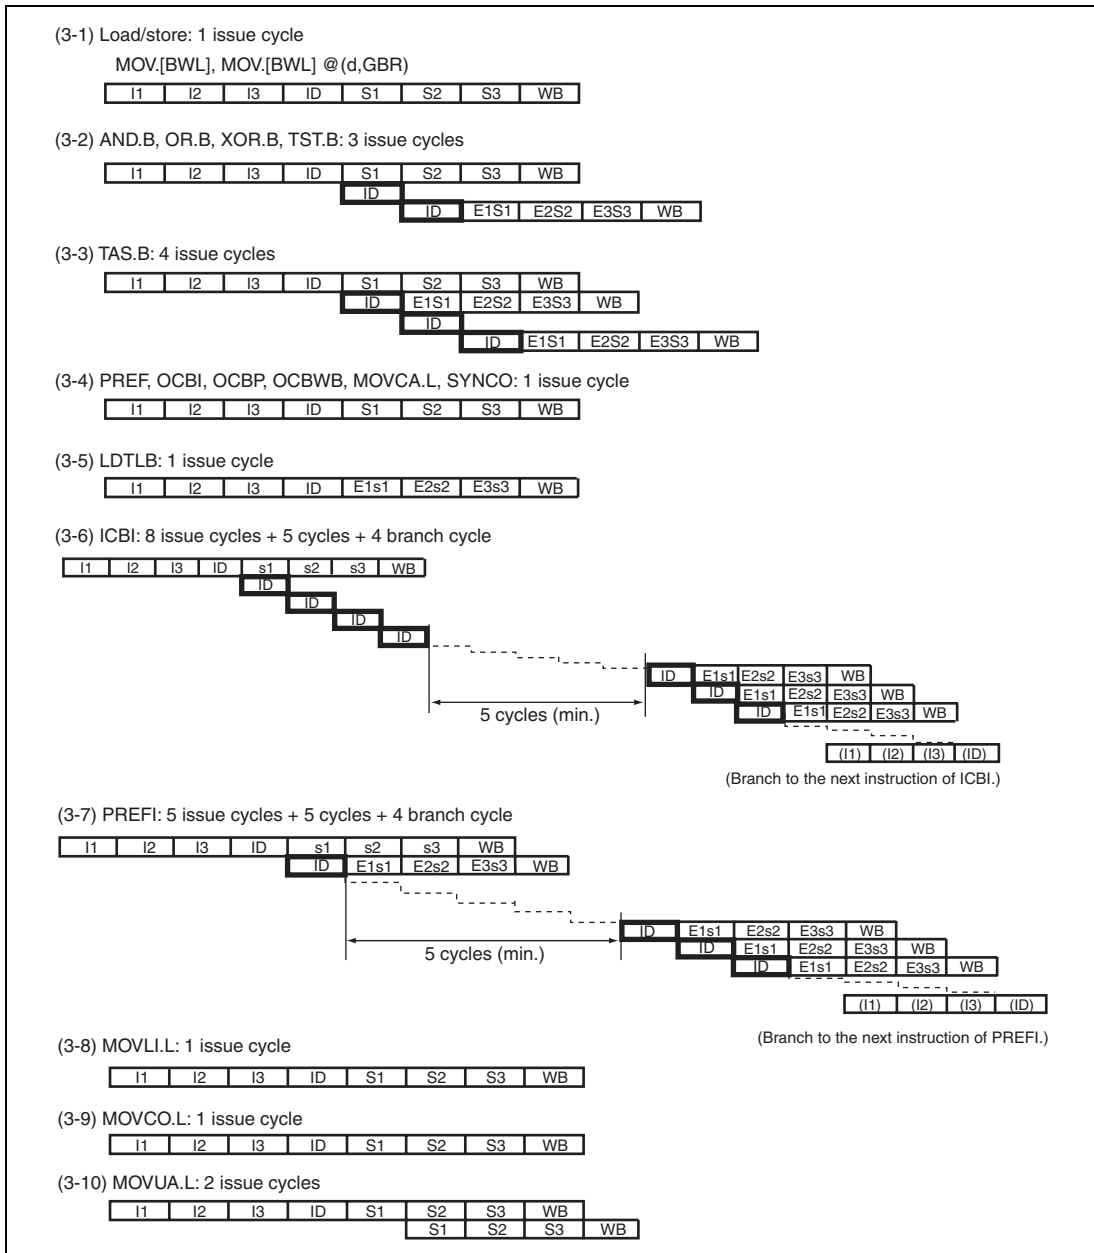 (3-1) Load/store: 1 issue cycle
MOV.[BWL], MOV.[BWL] @(d,GBR)
I1 I2 I3 ID S1 S2 S3 WB
(3-2) AND.B, OR.B, XOR.B, TST.B: 3 issue cycles
I1 I2 I3 ID S1 S2 S3 WB
ID
ID E1S1 E2S2 E3S3 WB
(3-3) TAS.B: 4 issue cycles
I1 I2 I3 ID S1 S2 S3 WB
ID E1S1 E2S2 E3S3 WB
ID
ID E1S1 E2S2 E3S3 WB
(3-4) PREF, OCBI, OCBP, OCBWB, MOVCA.L, SYNCO: 1 issue cycle
I1 I2 I3 ID S1 S2 S3 WB
(3-5) LDTLB: 1 issue cycle
I1 I2 I3 ID E1s1 E2s2 E3s3 WB
(3-6) ICBI: 8 issue cycles + 5 cycles + 4 branch cycle
I1 I2 I3 ID s1 s2 s3 WB
ID
ID
ID
ID
ID E1s1 E2s2 E3s3 WB
ID E1s1 E2s2 E3s3 WB
5 cycles (min.)
ID E1s1 E2s2 E3s3 WB
(I1) (I2) (I3) (ID)
(Branch to the next instruction of ICBI.)
(3-7) PREFI: 5 issue cycles + 5 cycles + 4 branch cycle
I1 I2 I3 ID s1 s2 s3 WB
ID E1s1 E2s2 E3s3 WB
ID E1s1 E2s2 E3s3 WB
ID E1s1 E2s2 E3s3 WB
5 cycles (min.)
ID E1s1 E2s2 E3s3 WB
(I1) (I2) (I3) (ID)
(Branch to the next instruction of PREFI.)
(3-8) MOVLI.L: 1 issue cycle
I1 I2 I3 ID S1 S2 S3 WB
(3-9) MOVCO.L: 1 issue cycle
I1 I2 I3 ID S1 S2 S3 WB
(3-10) MOVUA.L: 2 issue cycles
I1 I2 I3 ID S1 S2 S3 WB
S1 S2 S3 WB